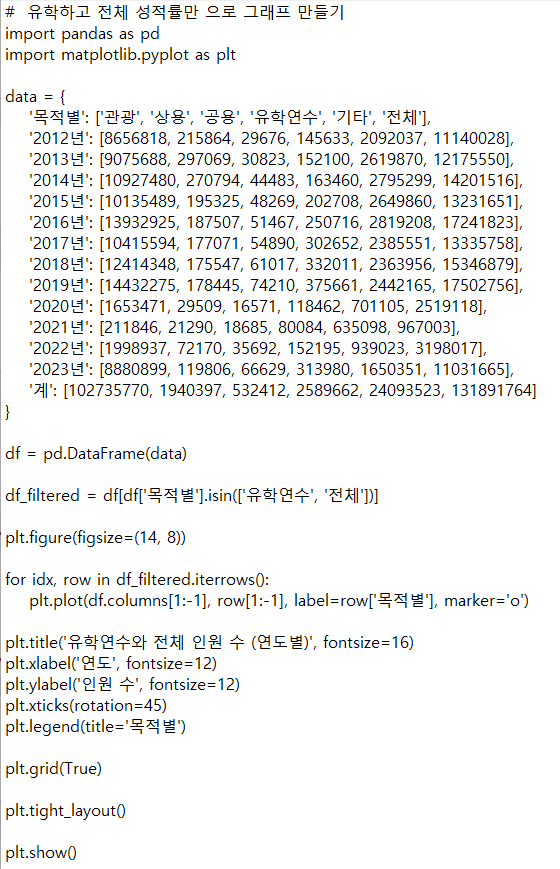 #  유학하고 전체 성적률만 으로 그래프 만들기
import pandas as pd
import matplotlib.pyplot as plt

data = {
    '목적별': ['관광', '상용', '공용', '유학연수', '기타', '전체'],
    '2012년': [8656818, 215864, 29676, 145633, 2092037, 11140028],
    '2013년': [9075688, 297069, 30823, 152100, 2619870, 12175550],
    '2014년': [10927480, 270794, 44483, 163460, 2795299, 14201516],
    '2015년': [10135489, 195325, 48269, 202708, 2649860, 13231651],
    '2016년': [13932925, 187507, 51467, 250716, 2819208, 17241823],
    '2017년': [10415594, 177071, 54890, 302652, 2385551, 13335758],
    '2018년': [12414348, 175547, 61017, 332011, 2363956, 15346879],
    '2019년': [14432275, 178445, 74210, 375661, 2442165, 17502756],
    '2020년': [1653471, 29509, 16571, 118462, 701105, 2519118],
    '2021년': [211846, 21290, 18685, 80084, 635098, 967003],
    '2022년': [1998937, 72170, 35692, 152195, 939023, 3198017],
    '2023년': [8880899, 119806, 66629, 313980, 1650351, 11031665],
    '계': [102735770, 1940397, 532412, 2589662, 24093523, 131891764]
}

df = pd.DataFrame(data)

df_filtered = df[df['목적별'].isin(['유학연수', '전체'])]

plt.figure(figsize=(14, 8))

for idx, row in df_filtered.iterrows():
    plt.plot(df.columns[1:-1], row[1:-1], label=row['목적별'], marker='o')

plt.title('유학연수와 전체 인원 수 (연도별)', fontsize=16)
plt.xlabel('연도', fontsize=12)
plt.ylabel('인원 수', fontsize=12)
plt.xticks(rotation=45)
plt.legend(title='목적별')

plt.grid(True)

plt.tight_layout()

plt.show()